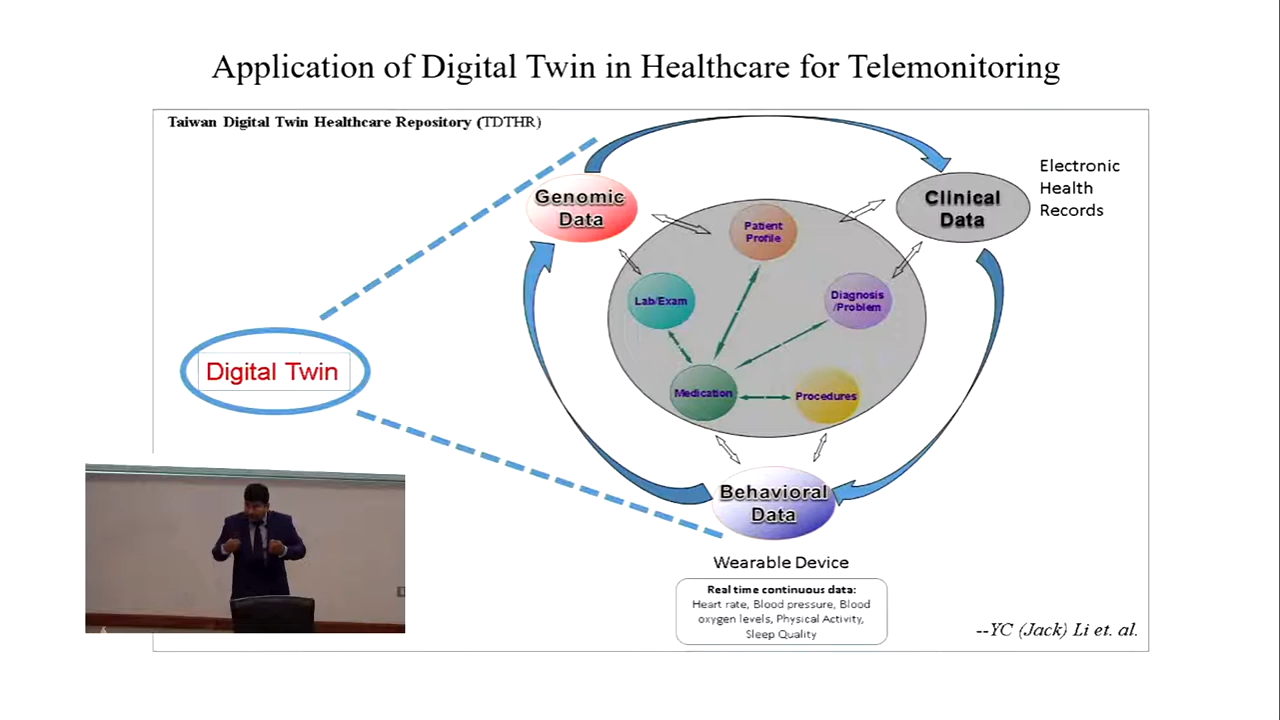 Application of Digital Twin in Healthcare for Telemonitoring
Taiwan Digital Twin Healthcare Repository (TDTHR)
Electronic
Health
Records
Genomic
Data
Clinical
Data
Patient
Profile
Lab/Exam
Diagnosis
/Problem
Digital Twin
Medication
Procedures
Behavioral
Data
Wearable Device
Real time continuous data:
Heart rate, Blood pressure, Blood
oxygen levels, Physical Activity,
Sleep Quality
--YC (Jack) Li et. al.